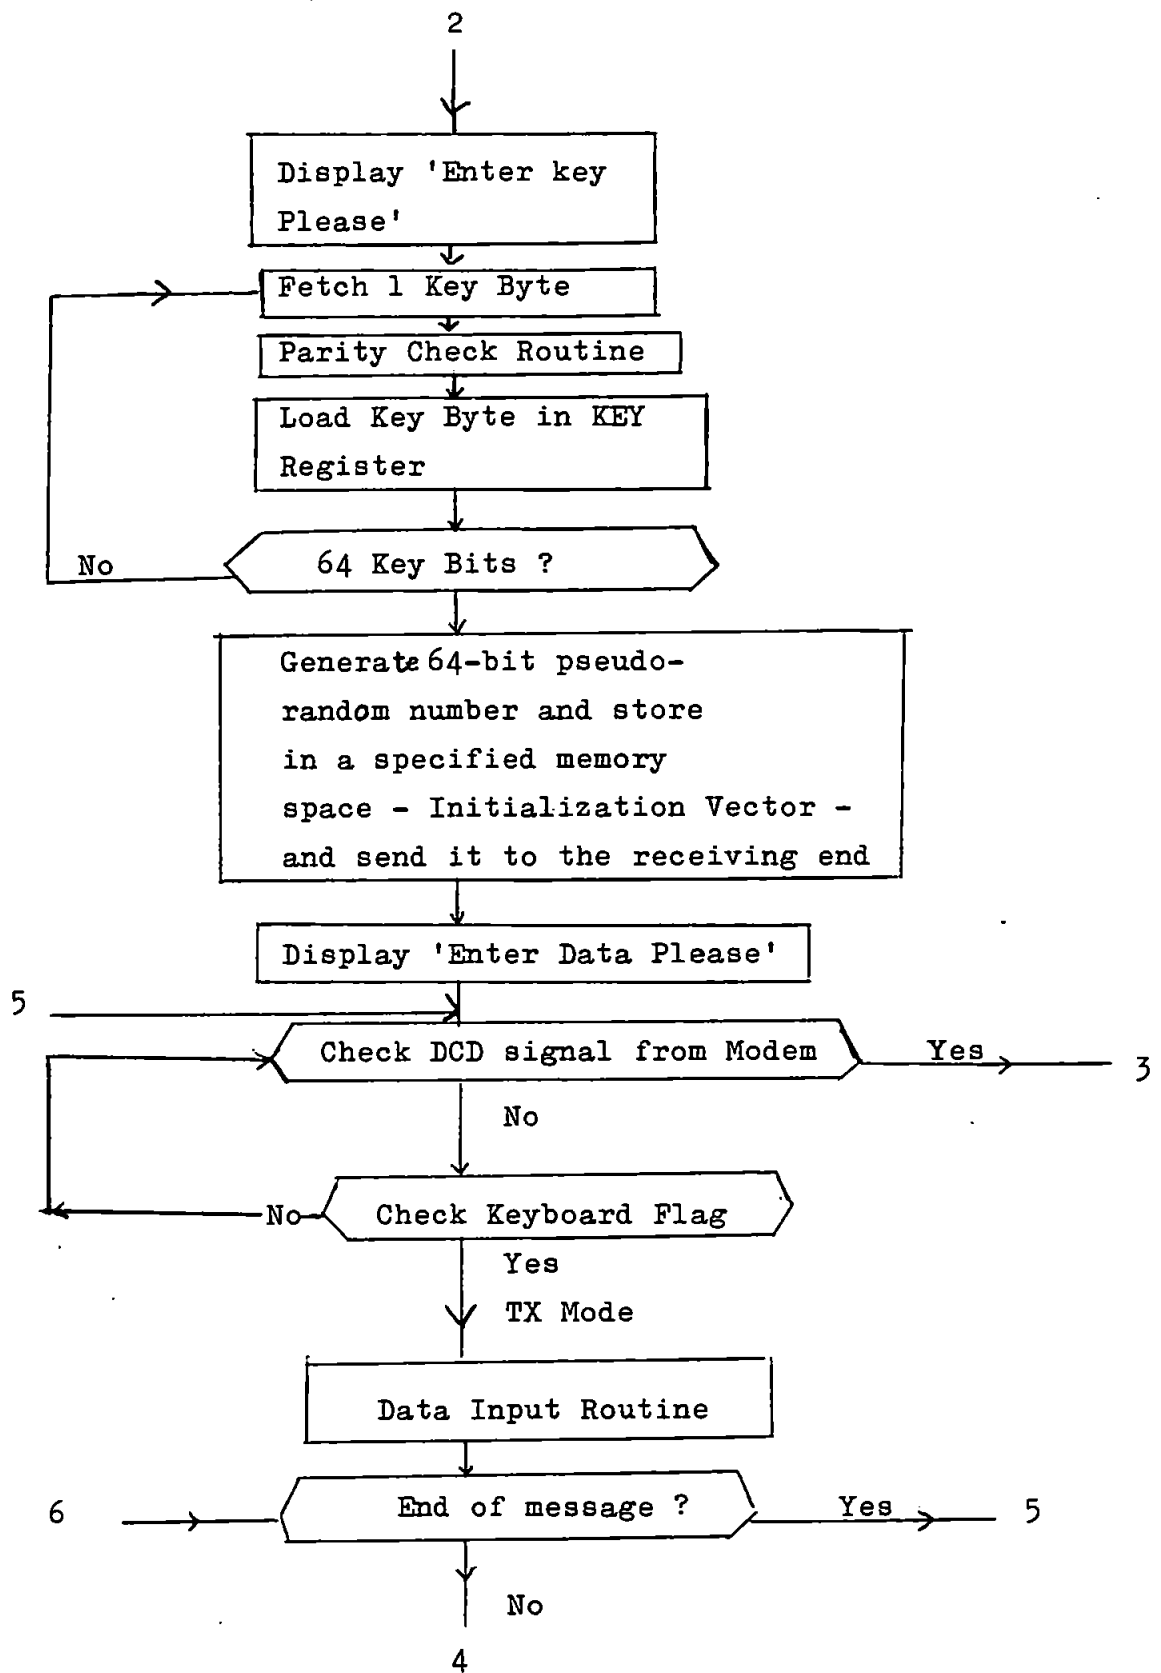 2
Display 'Enter key
Please'
Fetch 1 Key Byte
Parity Check Routine
Load Key Byte in KEY
Register
64 Key Bits ?
No
Generate 64-bit pseudo-
random number and store
in a specified memory
space - Initialization Vector -
and send it to the receiving end
Display 'Enter Data Please'
5
Check DCD signal from Modem
Yes
3
No
No
Check Keyboard Flag
Yes
TX Mode
Data Input Routine
6
End of message ?
Yes
5
No
4